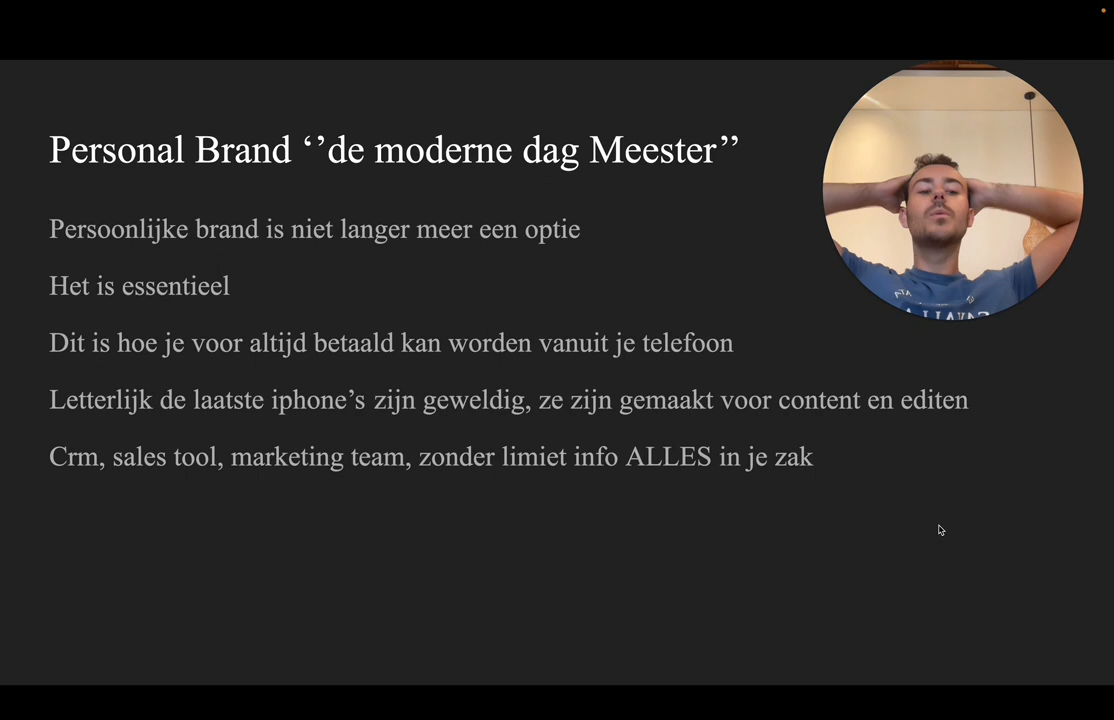 Personal Brand ‘’de moderne dag Meester’’
Persoonlijke brand is niet langer meer een optie
Het is essentieel
Dit is hoe je voor altijd betaald kan worden vanuit je telefoon
Letterlijk de laatste iphone’s zijn geweldig, ze zijn gemaakt voor content en editen
Crm, sales tool, marketing team, zonder limiet info ALLES in je zak